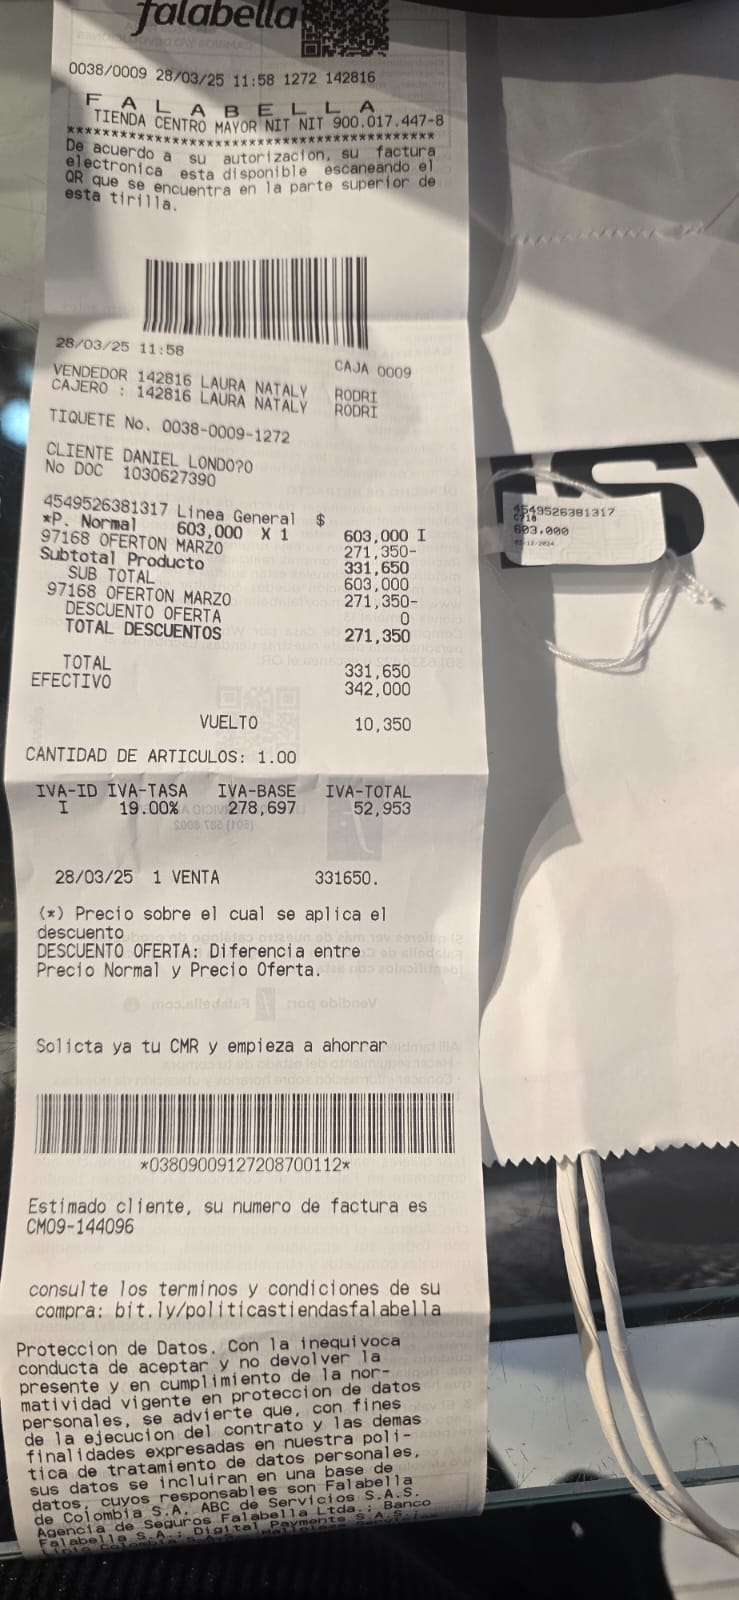 falabella
0038/0009 28/03/25 11:58 1272 142816
F A L A B E L L A
TIENDA CENTRO MAYOR NIT NIT 900.017.447-8
****************************************
De acuerdo a su autorizacion, su factura
electronica esta disponible escaneando el
QR que se encuentra en la parte superior de
esta tirilla.
28/03/25 11:58
CAJA 0009
VENDEDOR 142816 LAURA NATALY RODRI
CAJERO : 142816 LAURA NATALY RODRI
TIQUETE No. 0038-0009-1272
CLIENTE DANIEL LONDO?O
No DOC 1030627390
4549526381317 Linea General $
*P. Normal 603,000 X 1 603,000 I
97168 OFERTON MARZO 271,350-
Subtotal Producto 331,650
SUB TOTAL 603,000
97168 OFERTON MARZO 271,350-
DESCUENTO OFERTA 0
TOTAL DESCUENTOS 271,350
TOTAL 331,650
EFECTIVO 342,000
VUELTO 10,350
CANTIDAD DE ARTICULOS: 1.00
IVA-ID IVA-TASA IVA-BASE IVA-TOTAL
I 19.00% 278,697 52,953
28/03/25 1 VENTA 331650.
(*) Precio sobre el cual se aplica el
descuento
DESCUENTO OFERTA: Diferencia entre
Precio Normal y Precio Oferta.
Solicta ya tu CMR y empieza a ahorrar
*03809009127208700112*
Estimado cliente, su numero de factura es
CM09-144096
consulte los terminos y condiciones de su
compra: bit.ly/politicastiendasfalabella
Proteccion de Datos. Con la inequivoca
conducta de aceptar y no devolver la
presente y en cumplimiento de la nor-
matividad vigente en proteccion de datos
personales, se advierte que, con fines
de la ejecucion del contrato y las demas
finalidades expresadas en nuestra poli-
tica de tratamiento de datos personales,
sus datos se incluiran en una base de
datos, cuyos responsables son Falabella
de Colombia S.A. ABC de Servicios S.A.S.
Agencia de Seguros Falabella Ltda.; Banco
Falabella S.A.; Digital Payments S.A.S.
4549526381317
C710
603.000